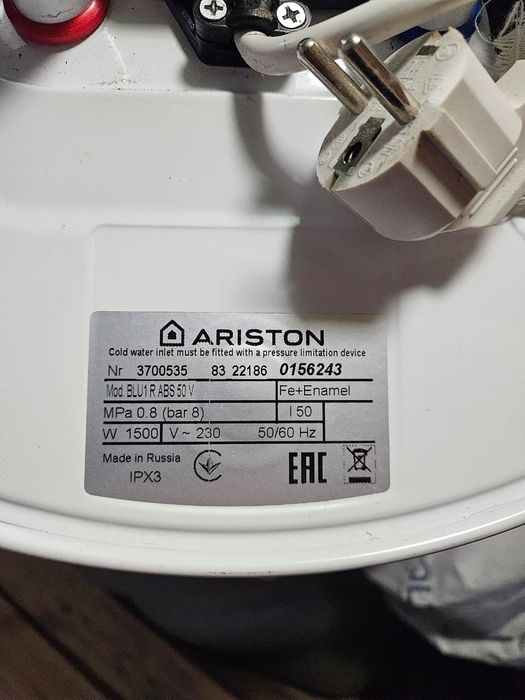 ARISTON
Cold water inlet must be fitted with a pressure limitation device
Nr 3700535 83 22186 0156243
Mod. BLU1 R ABS 50 V Fe+Enamel
MPa 0.8 (bar 8) l 50
W 1500 V~ 230 50/60 Hz
Made in Russia
IPX3
EAC